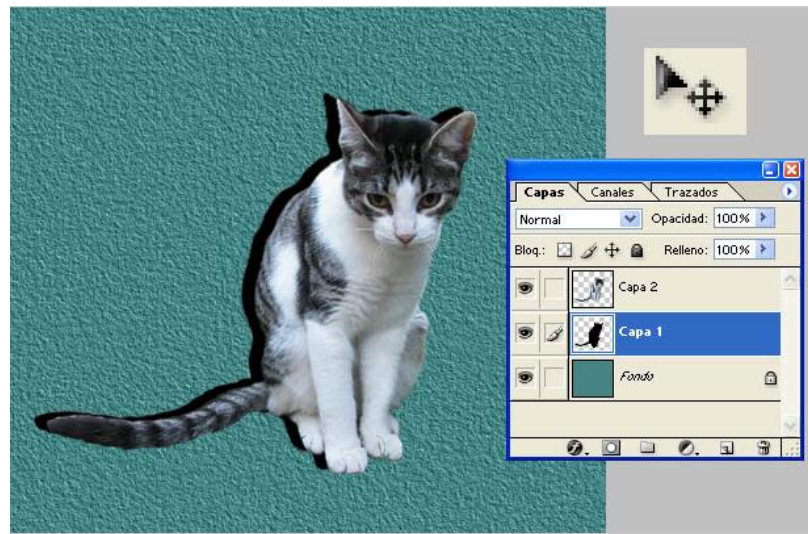 Capas Canales Trazados
Normal Opacidad: 100%
Bloq.: Relleno: 100%
Capa 2
Capa 1
Fondo